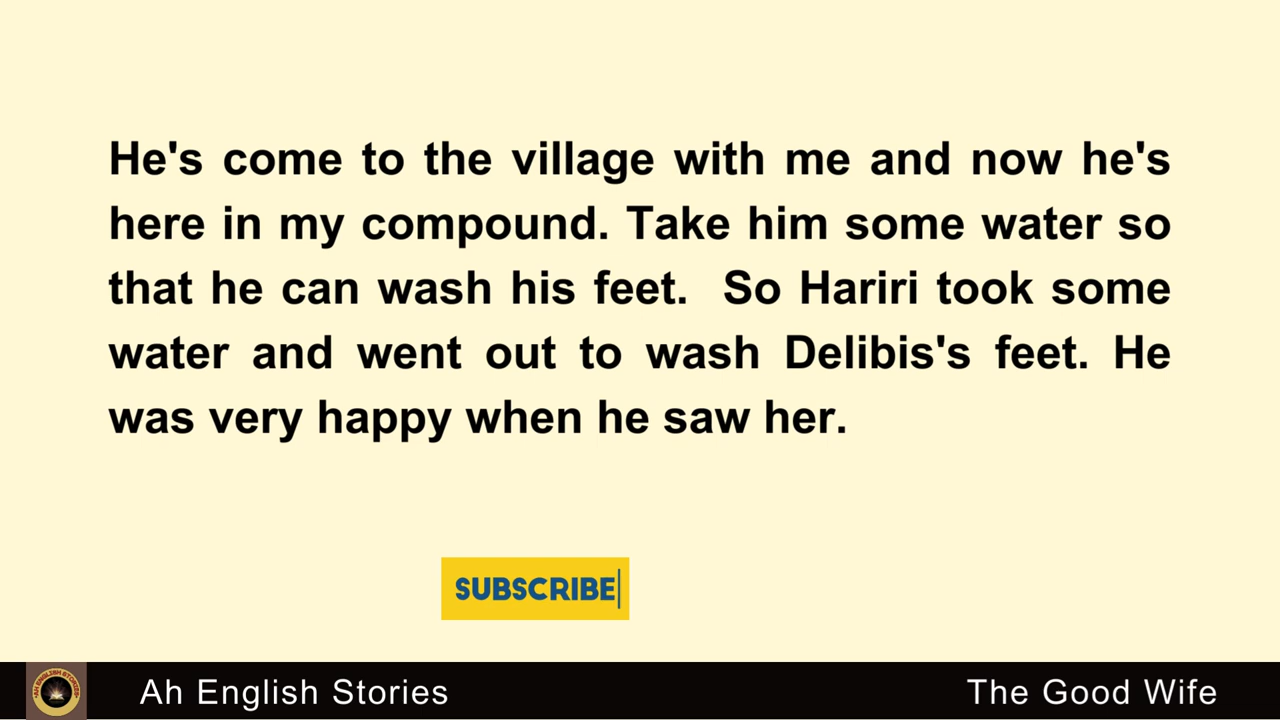 He's come to the village with me and now he's
here in my compound. Take him some water so
that he can wash his feet.  So Hariri took some
water and went out to wash Delibis's feet. He
was very happy when he saw her.
SUBSCRIBE
Ah English Stories
The Good Wife